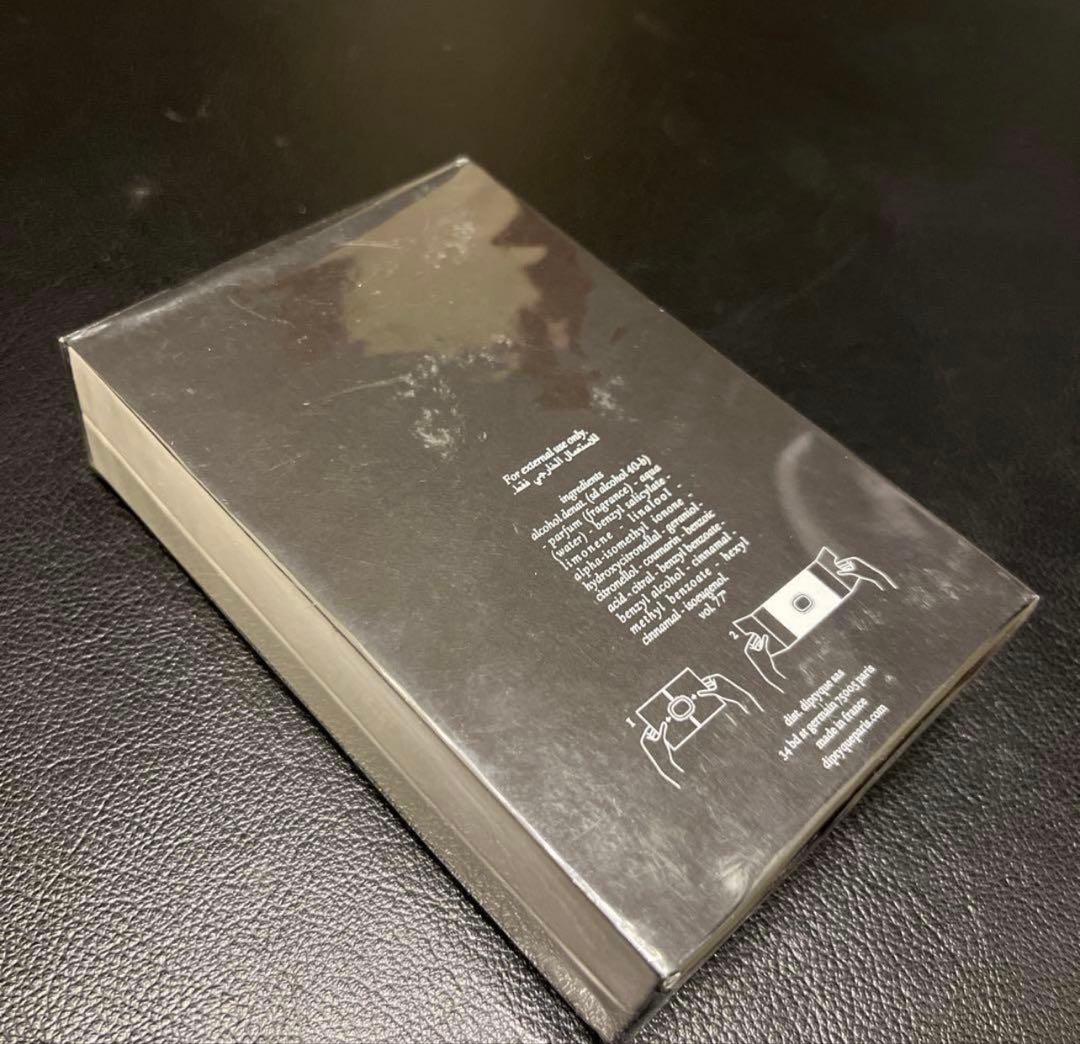 For external use only.
للاستعمال الخارجي فقط.
ingredients
alcohol denat. (sd alcohol 40-b)
- parfum (fragrance) - aqua
(water) - benzyl salicylate -
limonene - linalool -
alpha-isomethyl ionone -
hydroxycitronellal - geraniol -
citronellol - coumarin - benzoic
acid - citral - benzyl benzoate -
benzyl alcohol - cinnamal -
methyl benzoate - hexyl
cinnamal - isoeugenol
vol. 77°
1
2
dist. diptyque sas
34 bd st germain 75005 paris
made in france
diptyqueparis.com